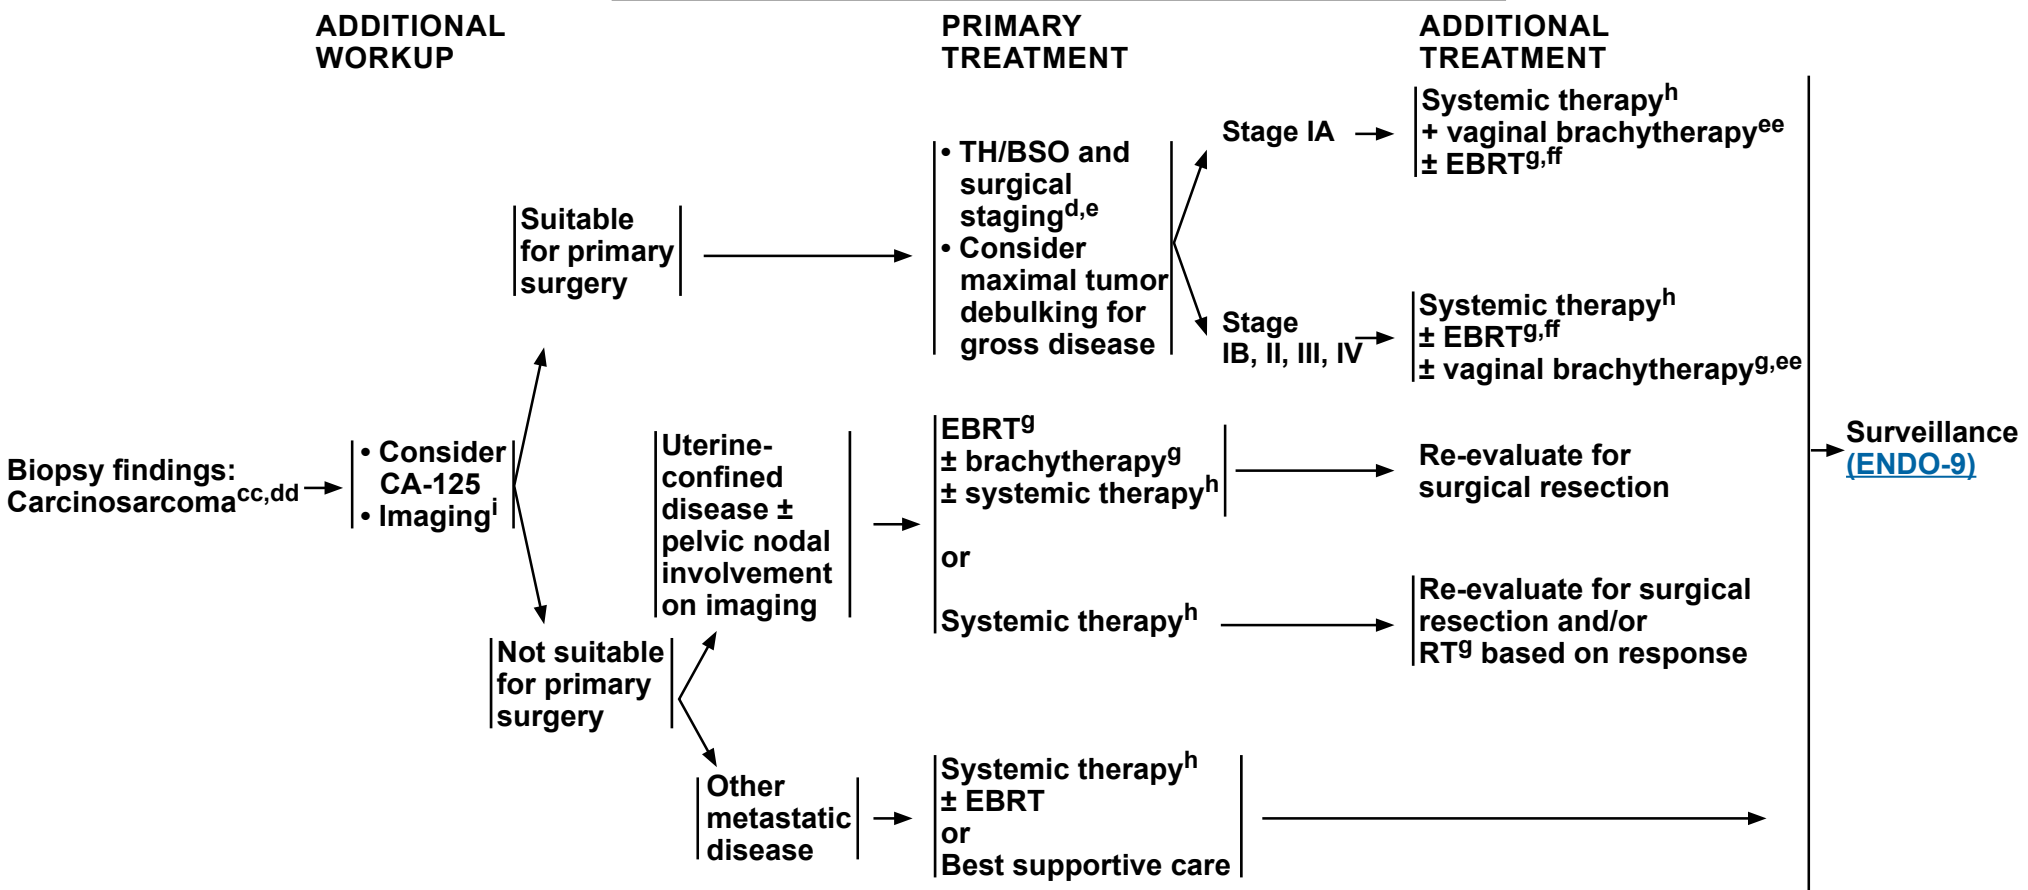 ADDITIONAL
WORKUP
PRIMARY
TREATMENT
ADDITIONAL
TREATMENT
Biopsy findings:
Carcinosarcomacc,dd
• Consider
CA-125
• Imagingi
Suitable
for primary
surgery
• TH/BSO and
surgical
stagingd,e
• Consider
maximal tumor
debulking for
gross disease
Stage IA
Systemic therapyh
+ vaginal brachytherapyee
± EBRTg,ff
Stage
IB, II, III, IV
Systemic therapyh
± EBRTg,ff
± vaginal brachytherapyg,ee
Not suitable
for primary
surgery
Uterine-
confined
disease ±
pelvic nodal
involvement
on imaging
EBRTg
± brachytherapyg
± systemic therapyh
or
Systemic therapyh
Re-evaluate for
surgical resection
Re-evaluate for surgical
resection and/or
RTg based on response
Other
metastatic
disease
Systemic therapyh
± EBRT
or
Best supportive care
Surveillance
(ENDO-9)